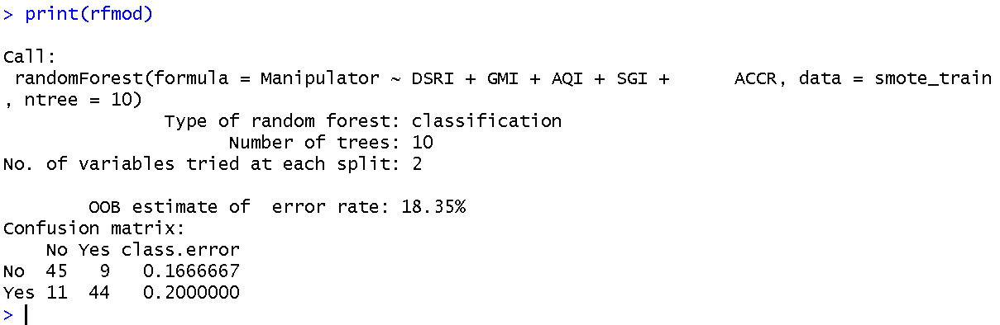 > print(rfmod)
Call:
 randomForest(formula = Manipulator ~ DSRI + GMI + AQI + SGI +      ACCR, data = smote_train
, ntree = 10)
               Type of random forest: classification
                     Number of trees: 10
No. of variables tried at each split: 2
        OOB estimate of  error rate: 18.35%
Confusion matrix:
    No Yes class.error
No  45   9   0.1666667
Yes 11  44   0.2000000
>